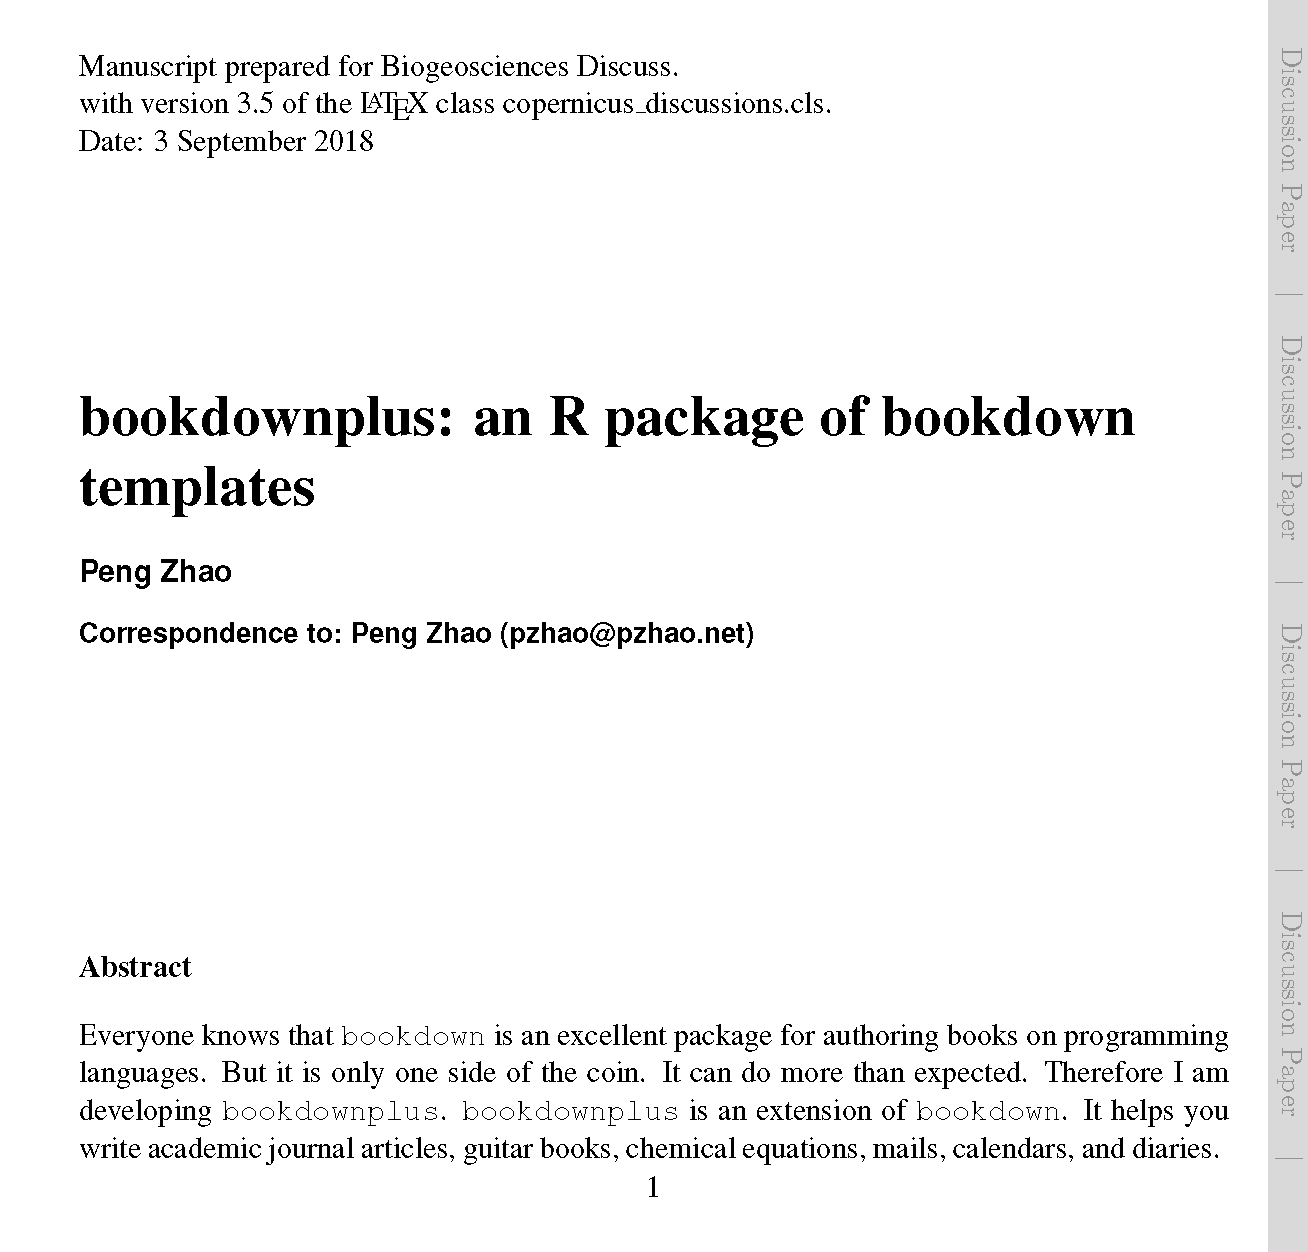 Manuscript prepared for Biogeosciences Discuss.
with version 3.5 of the LATEX class copernicus_discussions.cls.
Date: 3 September 2018
bookdownplus: an R package of bookdown
templates
Peng Zhao
Correspondence to: Peng Zhao (pzhao@pzhao.net)
Abstract
Everyone knows that bookdown is an excellent package for authoring books on programming
languages. But it is only one side of the coin. It can do more than expected. Therefore I am
developing bookdownplus. bookdownplus is an extension of bookdown. It helps you
write academic journal articles, guitar books, chemical equations, mails, calendars, and diaries.
1
Discussion Paper | Discussion Paper | Discussion Paper | Discussion Paper |